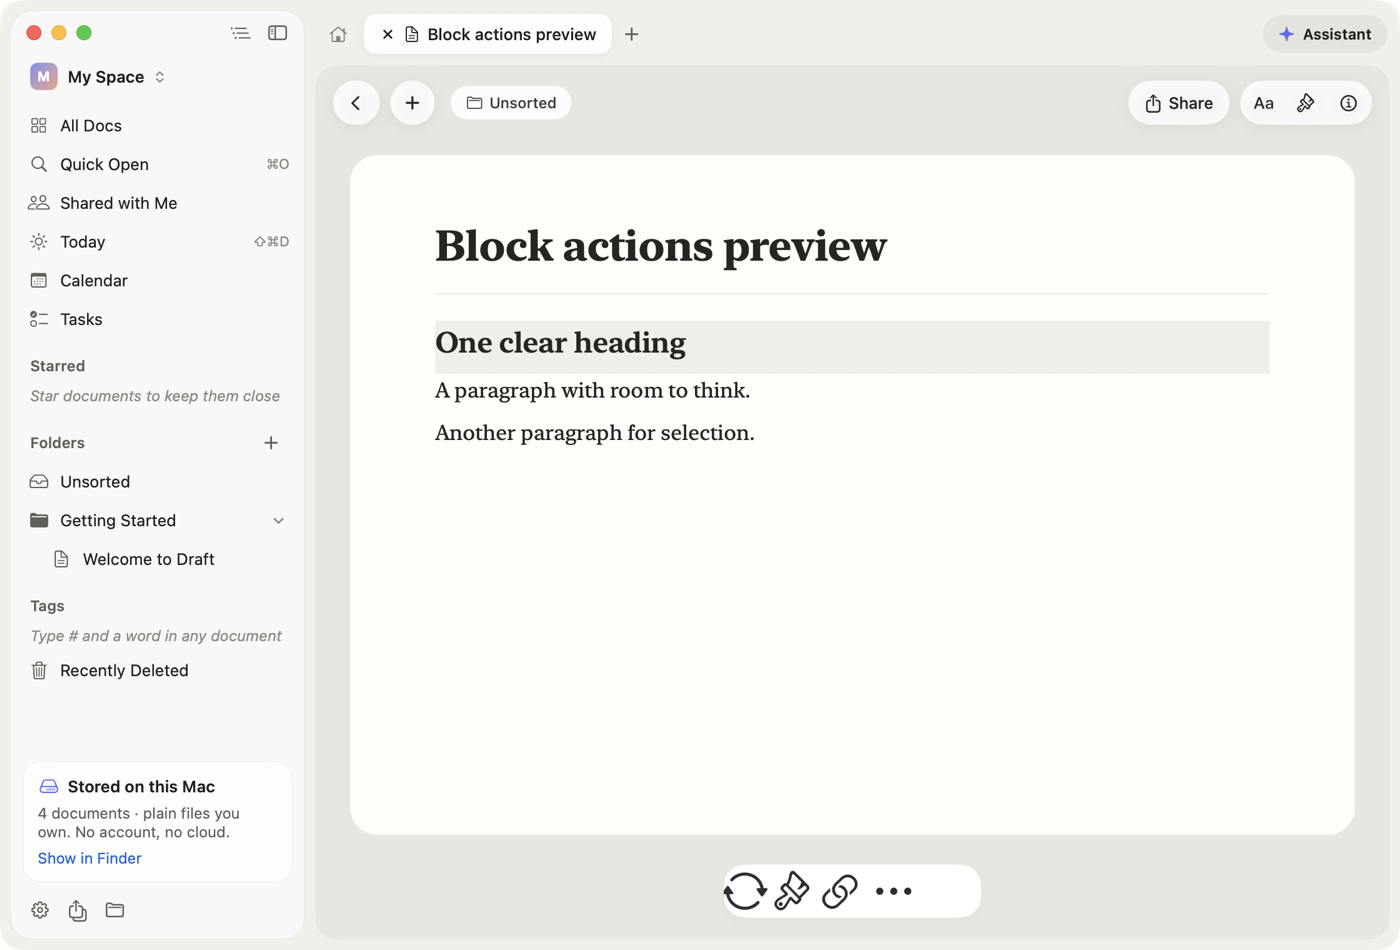 Block actions preview
Assistant
M
My Space
All Docs
Quick Open ⌘O
Shared with Me
Today ⇧⌘D
Calendar
Tasks
Starred
Star documents to keep them close
Folders
Unsorted
Getting Started
Welcome to Draft
Tags
Type # and a word in any document
Recently Deleted
Stored on this Mac
4 documents · plain files you
own. No account, no cloud.
Show in Finder
Unsorted
Share
Aa
Block actions preview
One clear heading
A paragraph with room to think.
Another paragraph for selection.